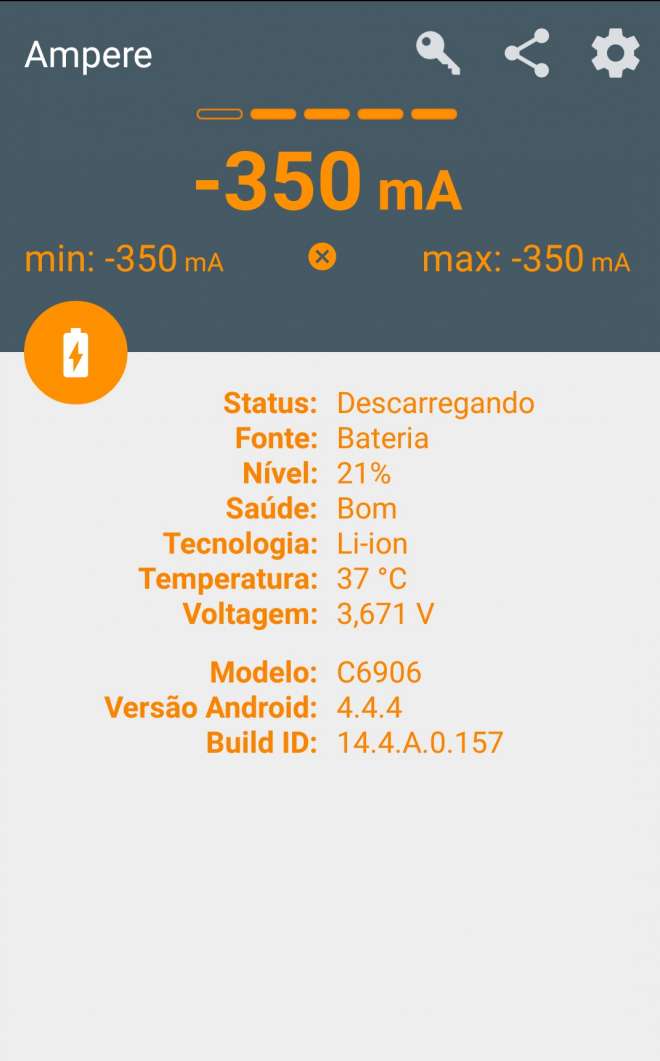 Ampere
-350 mA
min: -350 mA max: -350 mA
Status: Descarregando
Fonte: Bateria
Nível: 21%
Saúde: Bom
Tecnologia: Li-ion
Temperatura: 37 °C
Voltagem: 3,671 V
Modelo: C6906
Versão Android: 4.4.4
Build ID: 14.4.A.0.157